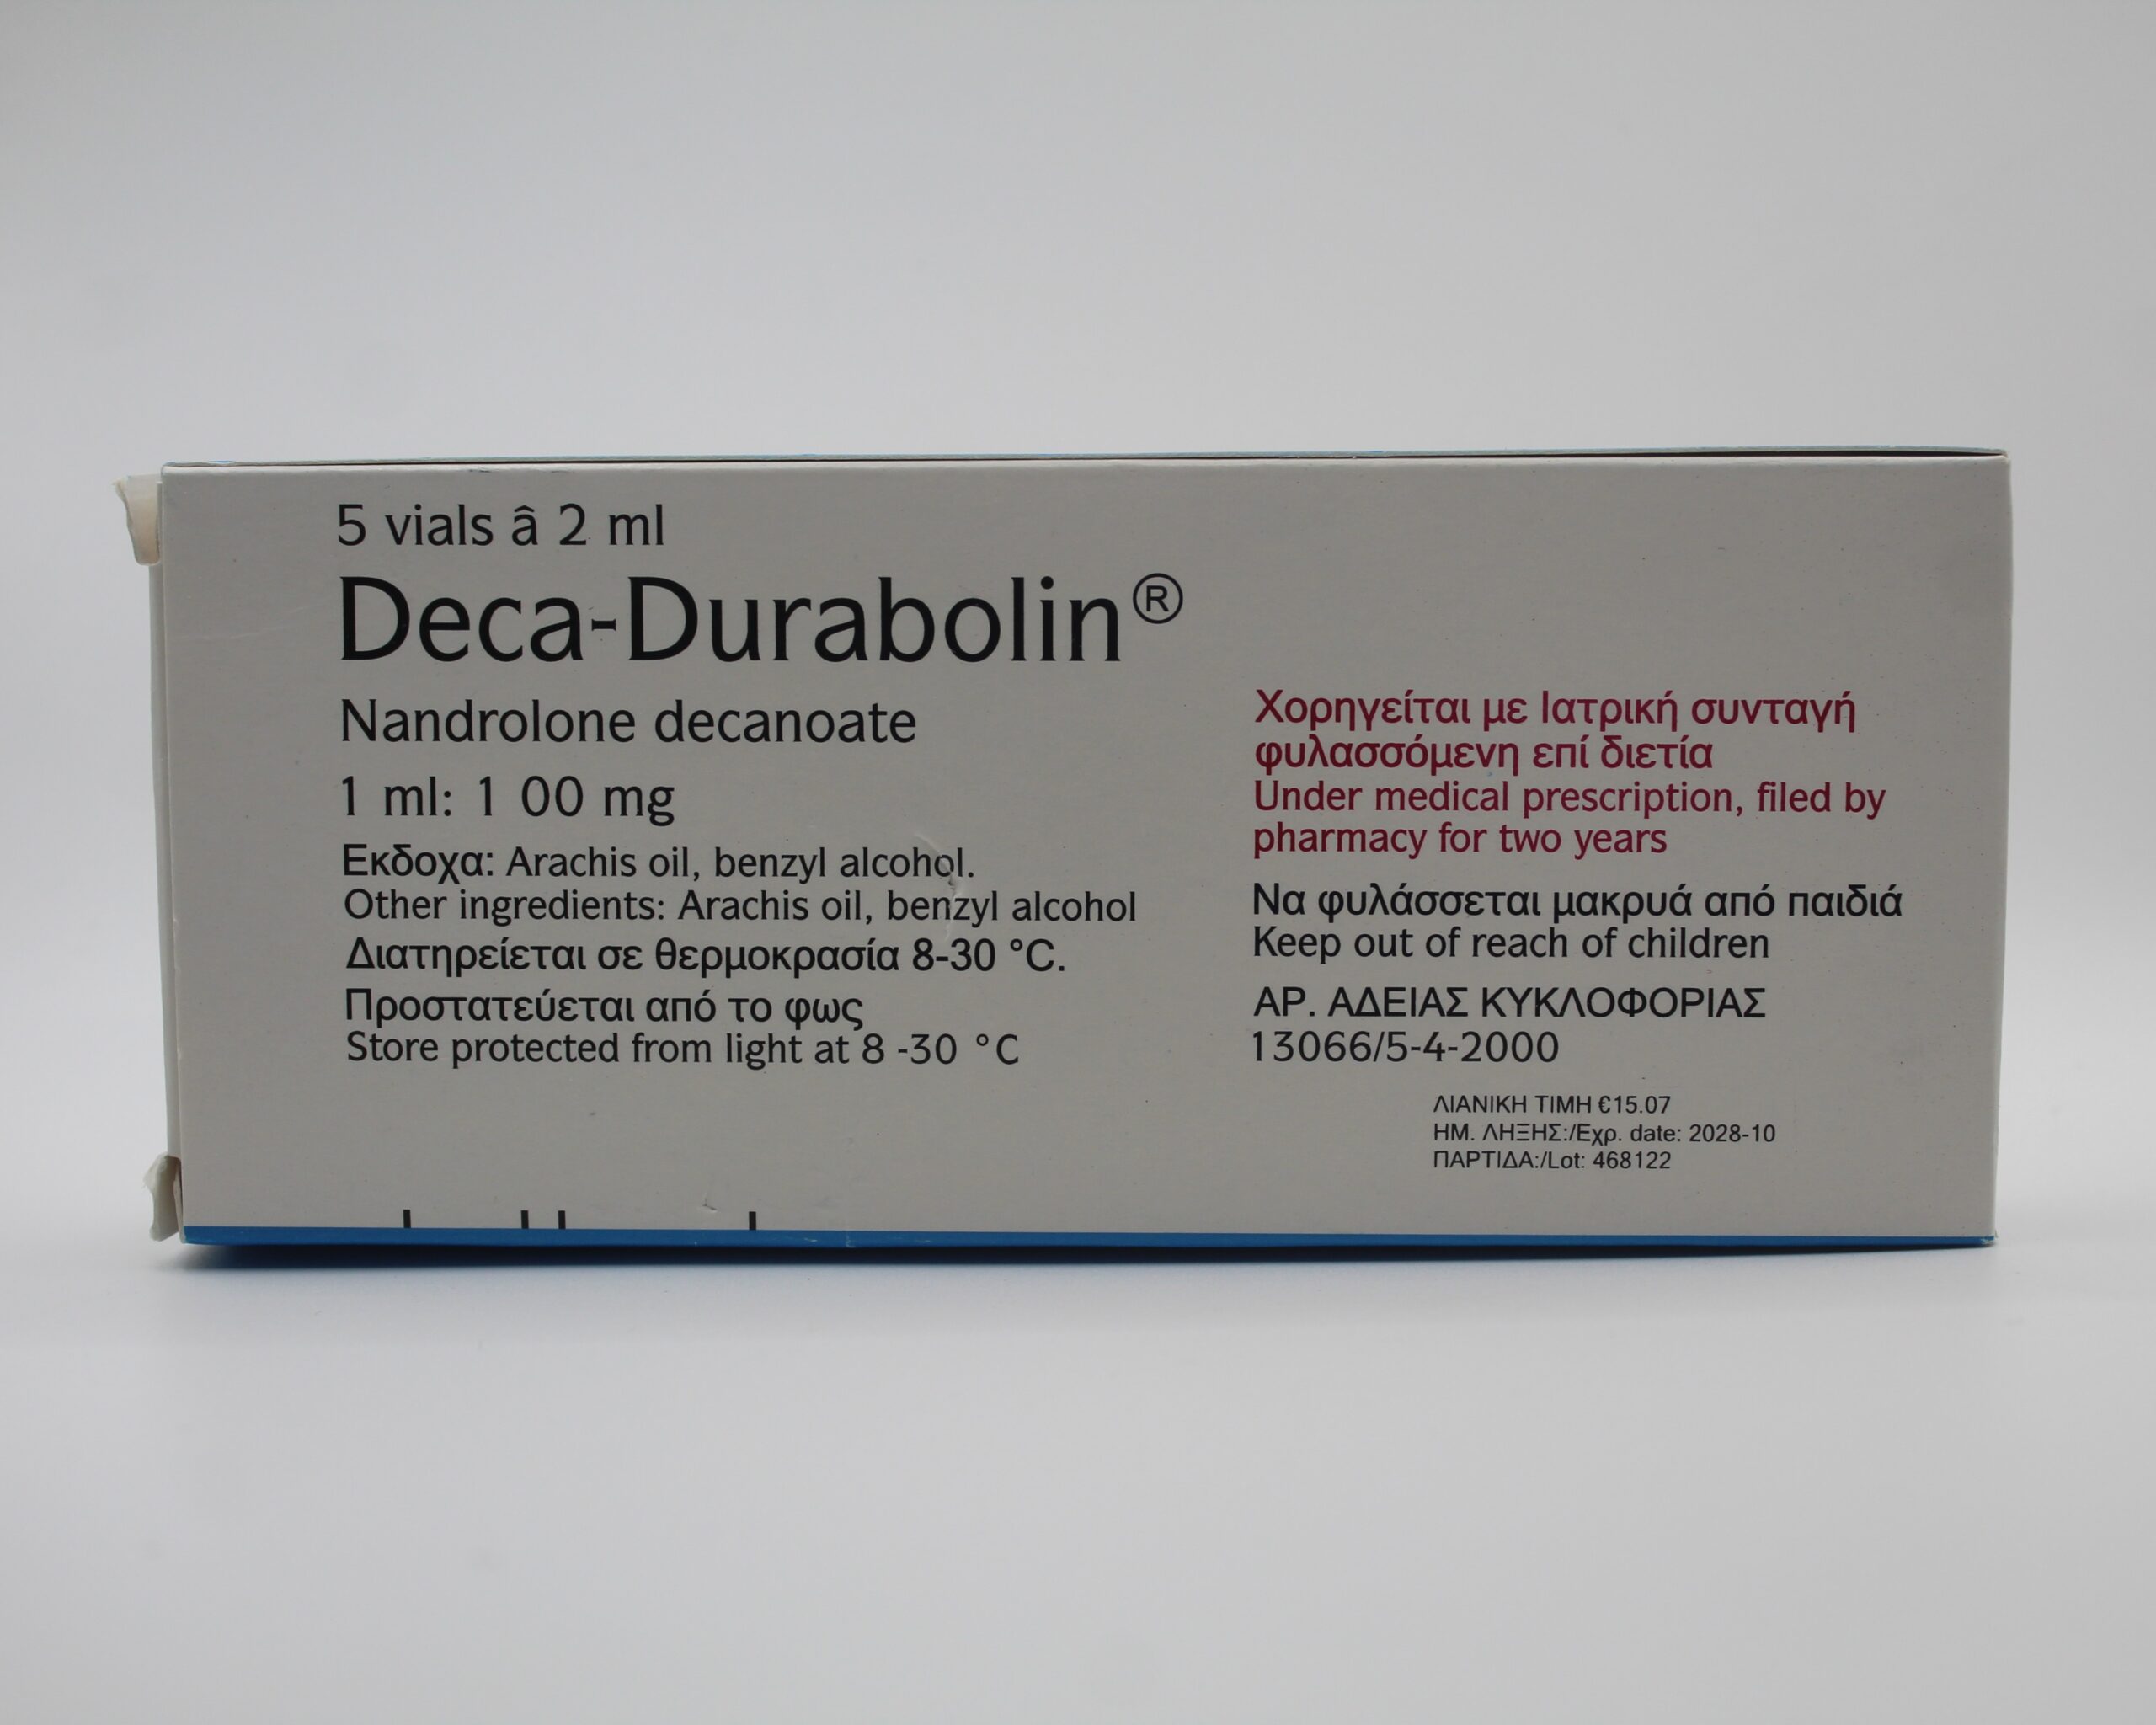 5 vials â 2 ml
Deca-Durabolin®
Nandrolone decanoate
1 ml: 1 00 mg
Εκδοχα: Arachis oil, benzyl alcohol.
Other ingredients: Arachis oil, benzyl alcohol
Διατηρείεται σε θερμοκρασία 8-30 °C.
Προστατεύεται από το φως
Store protected from light at 8 -30 °C
Χορηγείται με Ιατρική συνταγή
φυλασσόμενη επί διετία
Under medical prescription, filed by
pharmacy for two years
Να φυλάσσεται μακρυά από παιδιά
Keep out of reach of children
ΑΡ. ΑΔΕΙΑΣ ΚΥΚΛΟΦΟΡΙΑΣ
13066/5-4-2000
ΛΙΑΝΙΚΗ ΤΙΜΗ €15.07
ΗΜ. ΛΗΞΗΣ:/Εχρ. date: 2028-10
ΠΑΡΤΙΔΑ:/Lot: 468122